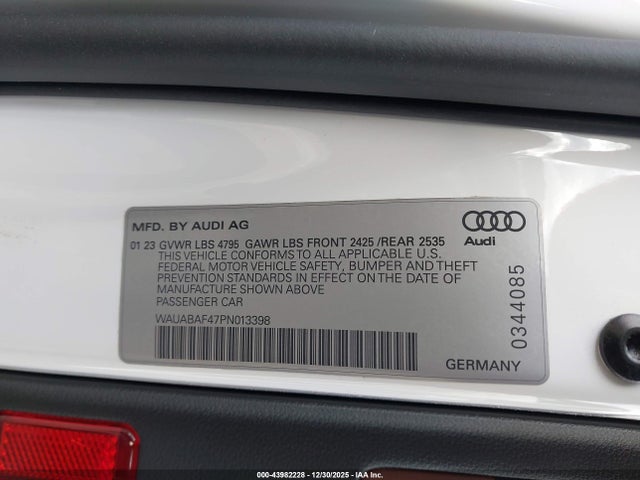 MFD. BY AUDI AG
01 23 GVWR LBS 4795 GAWR LBS FRONT 2425 /REAR 2535
THIS VEHICLE CONFORMS TO ALL APPLICABLE U.S.
FEDERAL MOTOR VEHICLE SAFETY, BUMPER AND THEFT
PREVENTION STANDARDS IN EFFECT ON THE DATE OF
MANUFACTURE SHOWN ABOVE
PASSENGER CAR
WAUABAF47PN013398
Audi
0344085
GERMANY
000-43982228 - 12/30/2025 - IAAI.com